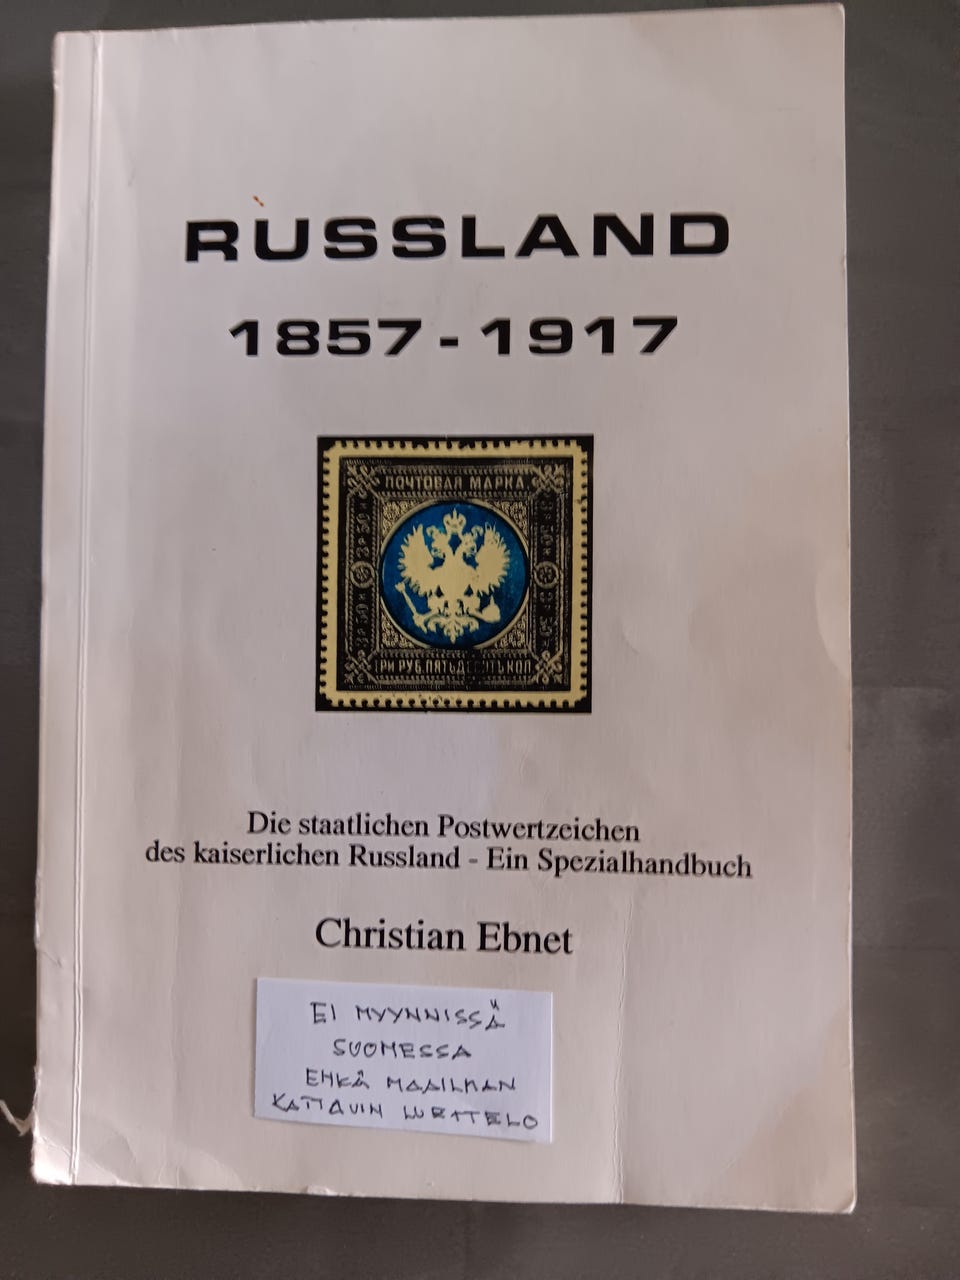 RUSSLAND
1857-1917
ПОЧТОВАЯ МАРКА
ТРИ РУБ. ПЯТЬДЕСЯТЬ КОП
Die staatlichen Postwertzeichen
des kaiserlichen Russland - Ein Spezialhandbuch
Christian Ebnet
EI MYYNNISSÄ
SUOMESSA
EHKÄ MAAILMAN
KATTAVIN LUETTELO